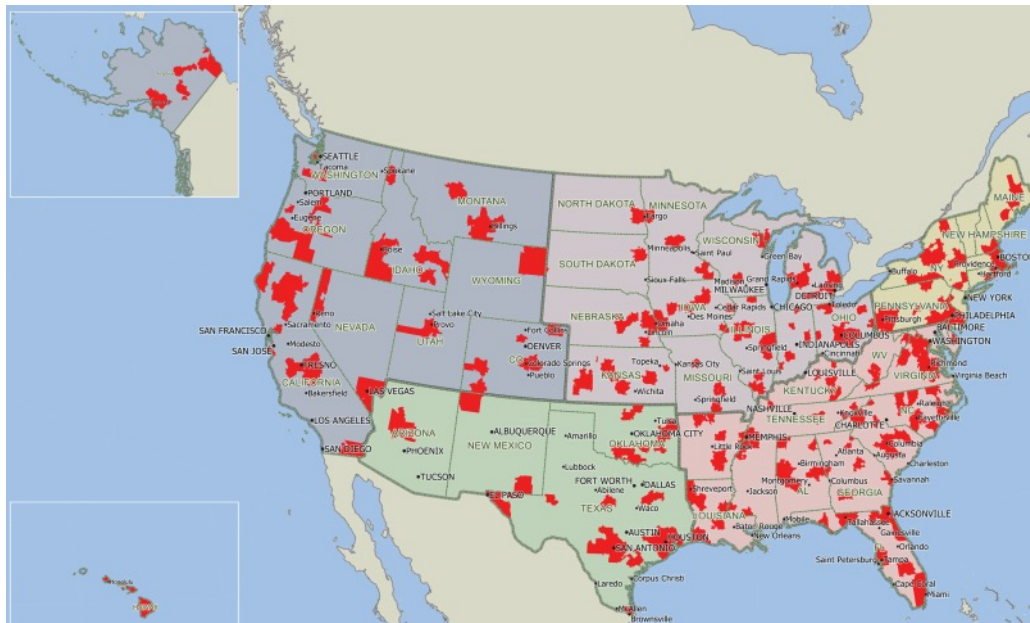 SEATTLE
Tacoma
WASHINGTON
Spokane
PORTLAND
Salem
Eugene
OREGON
MONTANA
Billings
Boise
IDAHO
WYOMING
NORTH DAKOTA
Fargo
MINNESOTA
Minneapolis
Saint Paul
SOUTH DAKOTA
Sioux Falls
WISCONSIN
Green Bay
Madison
MILWAUKEE
Grand Rapids
Lansing
DETROIT
MAINE
NEW HAMPSHIRE
BOSTON
Providence
Hartford
Buffalo
NY
NEW YORK
PENNSYLVANIA
Pittsburgh
PHILADELPHIA
BALTIMORE
WASHINGTON
Reno
Sacramento
NEVADA
SAN FRANCISCO
SAN JOSE
Modesto
FRESNO
CALIFORNIA
Bakersfield
LAS VEGAS
LOS ANGELES
SAN DIEGO
Salt Lake City
Provo
UTAH
Fort Collins
DENVER
CO
Colorado Springs
Pueblo
NEBRASKA
Omaha
Lincoln
IOWA
Cedar Rapids
Des Moines
CHICAGO
Toledo
OHIO
COLUMBUS
ILLINOIS
Springfield
INDIANAPOLIS
Cincinnati
WV
VIRGINIA
Richmond
Virginia Beach
Topeka
KANSAS
Wichita
Kansas City
MISSOURI
Saint Louis
Springfield
LOUISVILLE
KENTUCKY
NASHVILLE
TENNESSEE
Knoxville
CHARLOTTE
NC
Raleigh
Fayetteville
ARIZONA
PHOENIX
TUCSON
ALBUQUERQUE
NEW MEXICO
Amarillo
Tulsa
OKLAHOMA CITY
OKLAHOMA
Lubbock
FORT WORTH
DALLAS
Abilene
Waco
EL PASO
TEXAS
AUSTIN
HOUSTON
SAN ANTONIO
Laredo
Corpus Christi
McAllen
Brownsville
MEMPHIS
Little Rock
Shreveport
LOUISIANA
Baton Rouge
New Orleans
Jackson
Birmingham
Montgomery
AL
Mobile
Atlanta
Columbus
GEORGIA
Augusta
Columbia
Charleston
Savannah
JACKSONVILLE
Tallahassee
Gainesville
Orlando
FL
Saint Petersburg
Tampa
Cape Coral
Miami